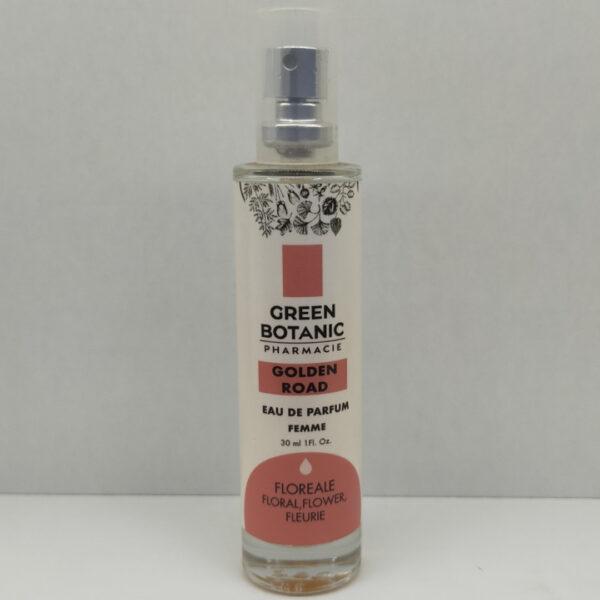 GREEN
BOTANIC
PHARMACIE
GOLDEN
ROAD
EAU DE PARFUM
FEMME
30 ml 1Fl. Oz.
FLOREALE
FLORAL,FLOWER,
FLEURIE